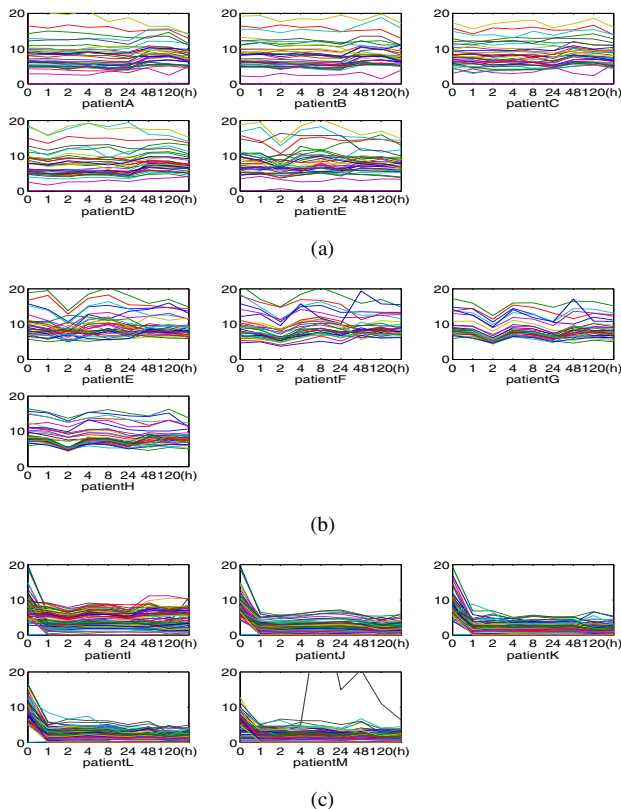 20
10
0
0 1 2 4 8 24 48120(h)
patientA
20
10
0
0 1 2 4 8 24 48120(h)
patientB
20
10
0
0 1 2 4 8 24 48120(h)
patientC
20
10
0
0 1 2 4 8 24 48120(h)
patientD
20
10
0
0 1 2 4 8 24 48120(h)
patientE
(a)
20
10
0
0 1 2 4 8 24 48120(h)
patientE
20
10
0
0 1 2 4 8 24 48120(h)
patientF
20
10
0
0 1 2 4 8 24 48120(h)
patientG
20
10
0
0 1 2 4 8 24 48120(h)
patientH
(b)
20
10
0
0 1 2 4 8 24 48120(h)
patientI
20
10
0
0 1 2 4 8 24 48120(h)
patientJ
20
10
0
0 1 2 4 8 24 48120(h)
patientK
20
10
0
0 1 2 4 8 24 48120(h)
patientL
20
10
0
0 1 2 4 8 24 48120(h)
patientM
(c)